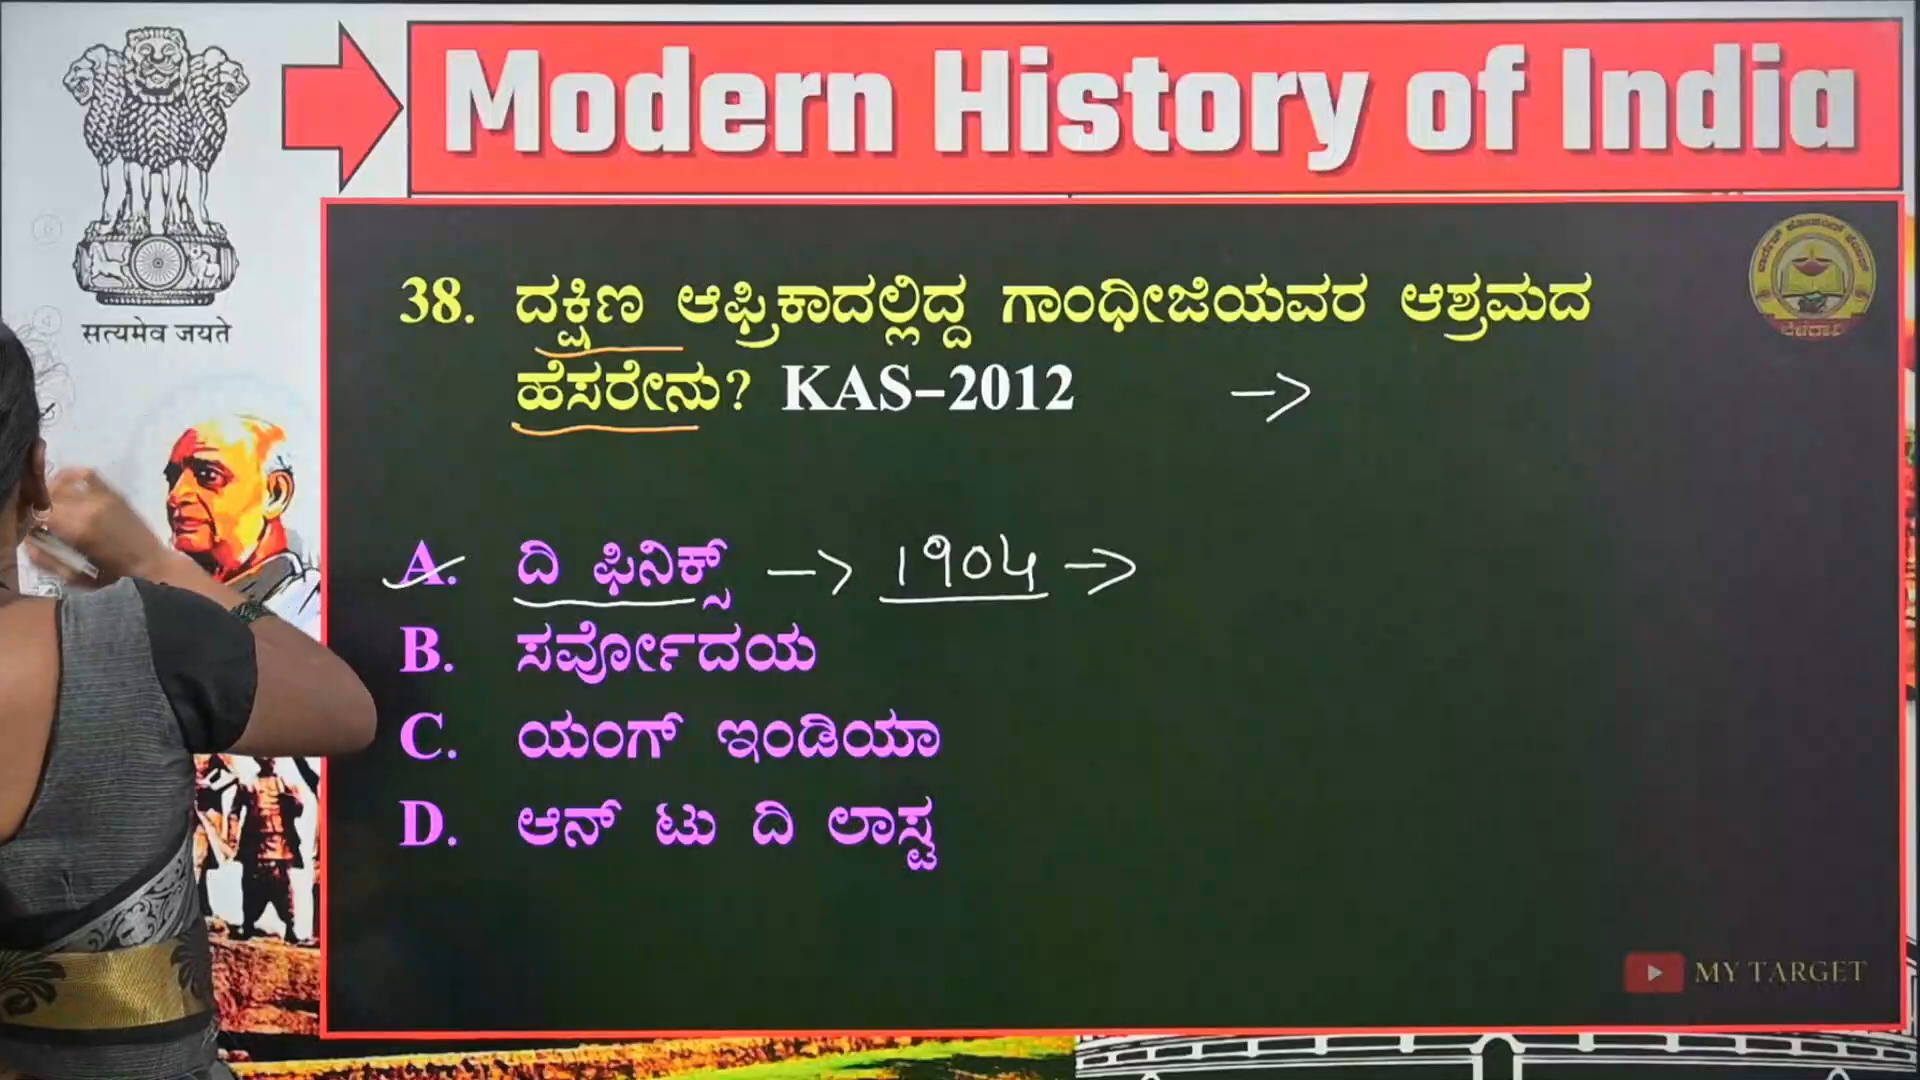 Modern History of India
सत्यमेव जयते
38. ದಕ್ಷಿಣ ಆಫ್ರಿಕಾದಲ್ಲಿದ್ದ ಗಾಂಧೀಜಿಯವರ ಆಶ್ರಮದ
ಹೆಸರೇನು? KAS-2012 ->
A. ದಿ ಫಿನಿಕ್ಸ್ -> 1904 ->
B. ಸರ್ವೋದಯ
C. ಯಂಗ್ ಇಂಡಿಯಾ
D. ಆನ್ ಟು ದಿ ಲಾಸ್ಟ
MY TARGET